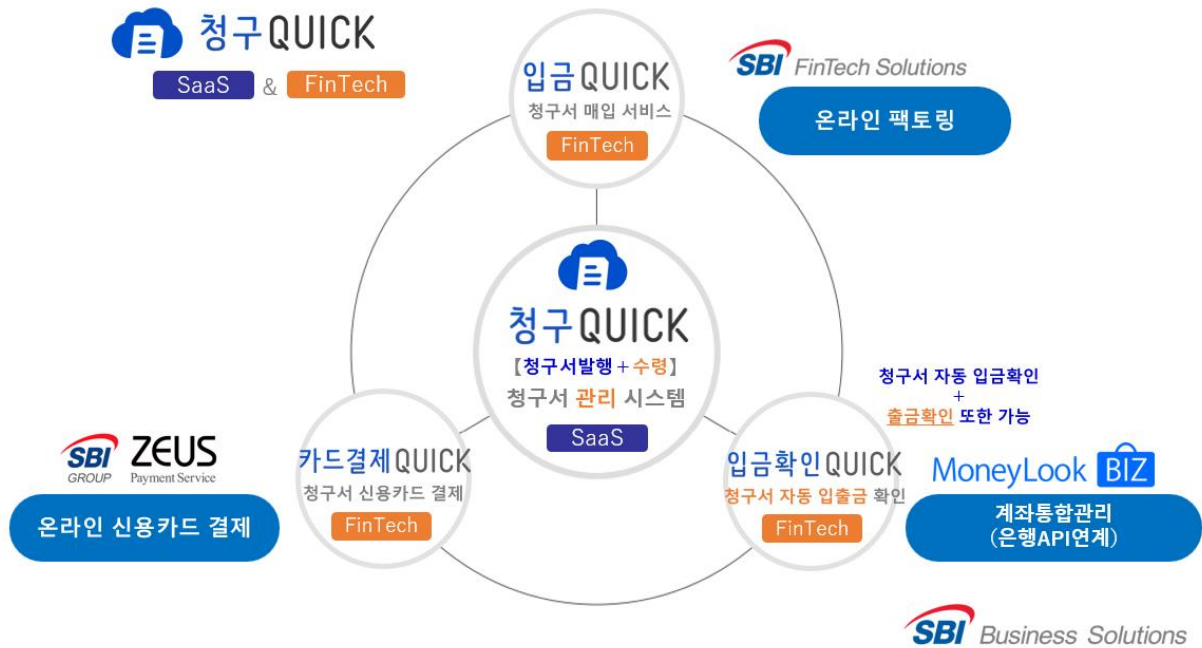 청구QUICK
SaaS & FinTech
입금QUICK
청구서 매입 서비스
FinTech
SBI FinTech Solutions
온라인 팩토링
청구QUICK
【청구서발행+수령】
청구서 관리 시스템
SaaS
청구서 자동 입금확인
+
출금확인 또한 가능
SBI GROUP ZEUS Payment Service
온라인 신용카드 결제
카드결제QUICK
청구서 신용카드 결제
FinTech
입금확인QUICK
청구서 자동 입출금 확인
FinTech
MoneyLook BIZ
계좌통합관리
(은행API연계)
SBI Business Solutions